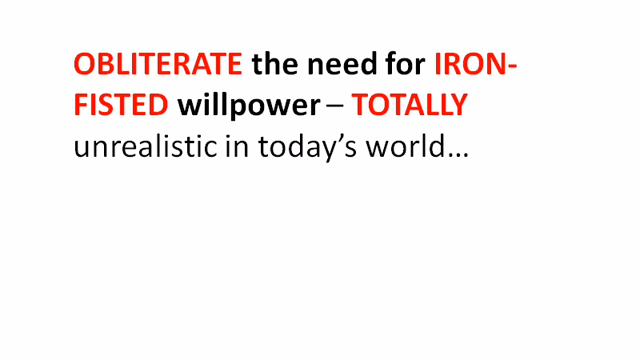 OBLITERATE the need for IRON-
FISTED willpower – TOTALLY
unrealistic in today’s world…